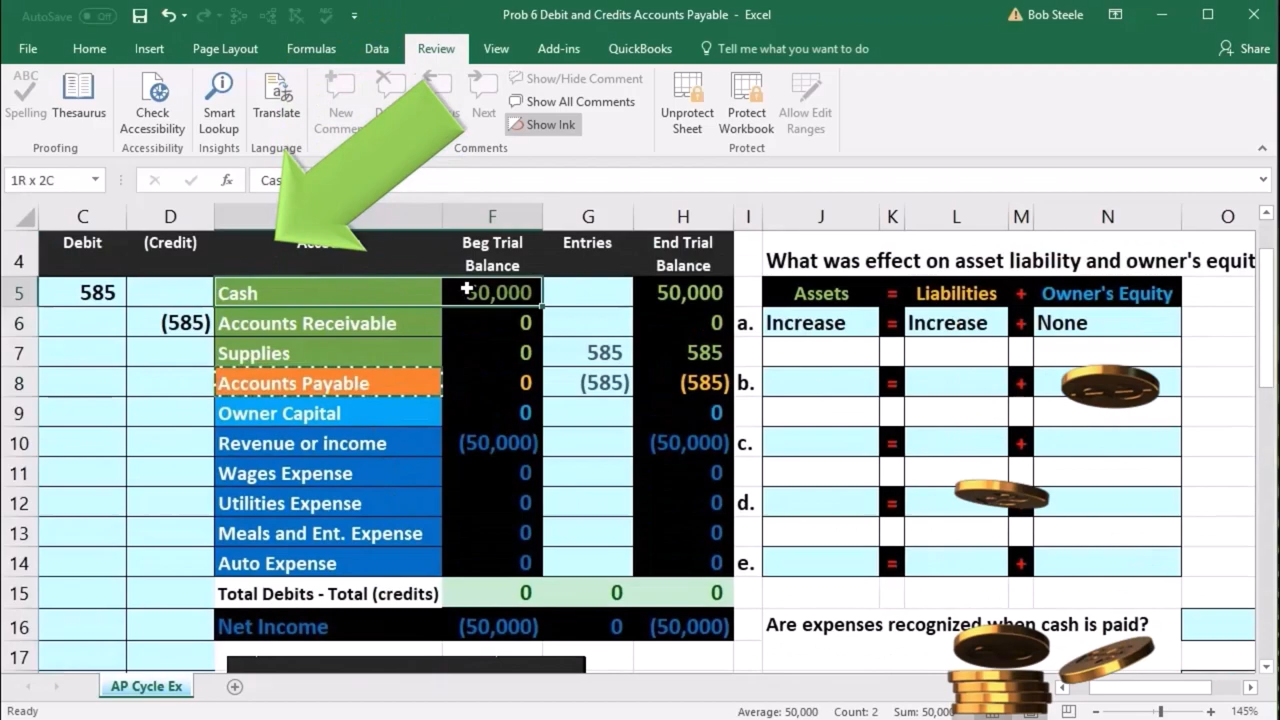 AutoSave Off
Prob 6 Debit and Credits Accounts Payable - Excel
Bob Steele
File Home Insert Page Layout Formulas Data Review View Add-ins QuickBooks Tell me what you want to do Share
ABC
Spelling Thesaurus Check Accessibility Smart Lookup Translate New Next
Show/Hide Comment
Show All Comments
Show Ink
Unprotect Sheet Protect Workbook Allow Edit Ranges
Proofing Accessibility Insights Language Comments Protect
1R x 2C fx
C D F G H I J K L M N O
4 Debit (Credit) Beg Trial Balance Entries End Trial Balance What was effect on asset liability and owner's equit
5 585 Cash 50,000 50,000 Assets = Liabilities + Owner's Equity
6 (585) Accounts Receivable 0 0 a. Increase = Increase + None
7 Supplies 0 585 585
8 Accounts Payable 0 (585) (585) b. = +
9 Owner Capital 0 0
10 Revenue or income (50,000) (50,000) c. = +
11 Wages Expense 0 0
12 Utilities Expense 0 0 d. =
13 Meals and Ent. Expense 0 0
14 Auto Expense 0 0 e. = +
15 Total Debits - Total (credits) 0 0 0
16 Net Income (50,000) 0 (50,000) Are expenses recognized when cash is paid?
17
AP Cycle Ex
Ready Average: 50,000 Count: 2 Sum: 50,000 145%